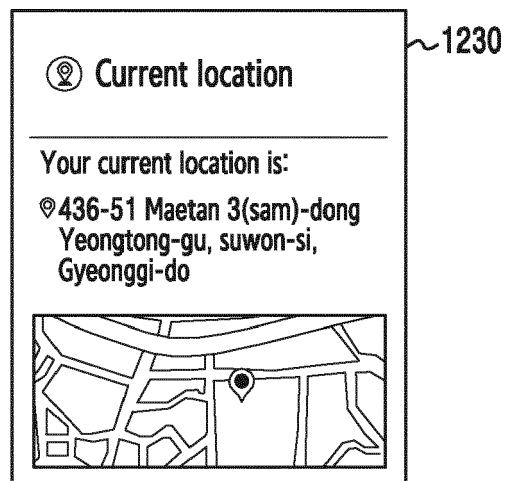 1230
Current location
Your current location is:
436-51 Maetan 3(sam)-dong
Yeongtong-gu, suwon-si,
Gyeonggi-do